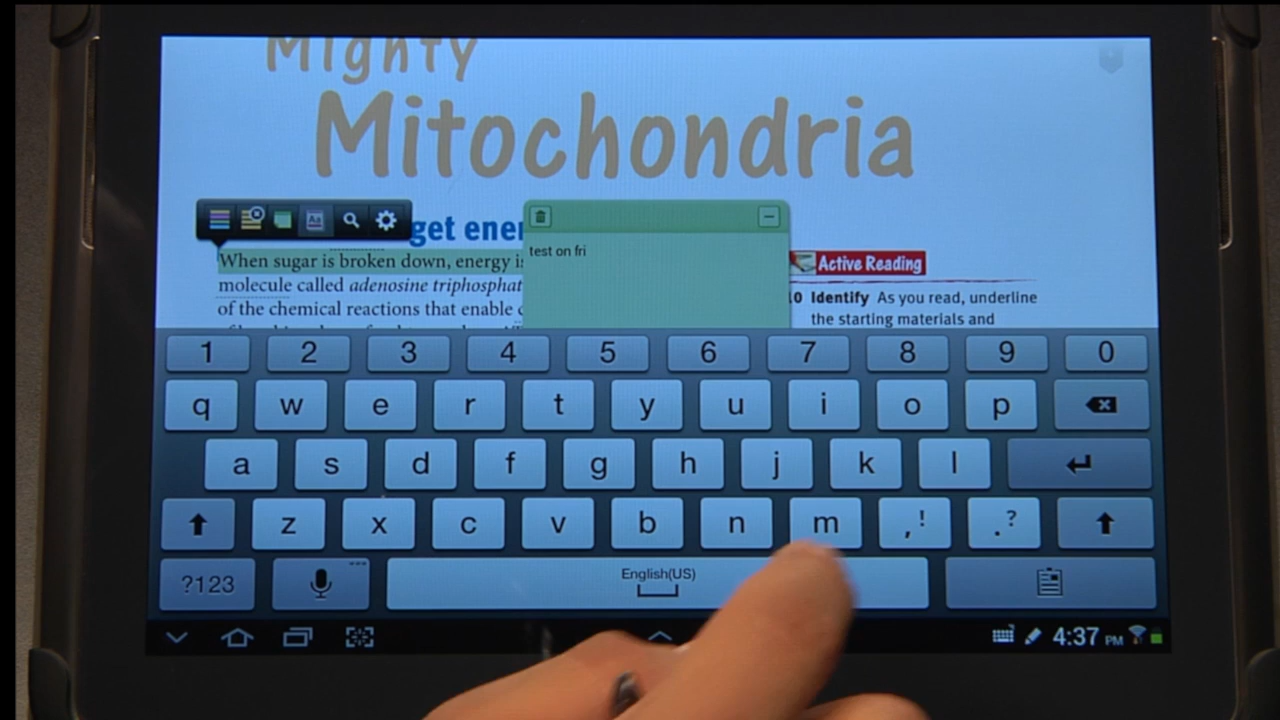 Mighty
Mitochondria
get ener
test on fri
When sugar is broken down, energy is
molecule called adenosine triphosphat
of the chemical reactions that enable
Active Reading
10 Identify As you read, underline
the starting materials and
1 2 3 4 5 6 7 8 9 0
q w e r t y u i o p
a s d f g h j k l
z x c v b n m ,! .?
?123 English(US)
4:37 PM